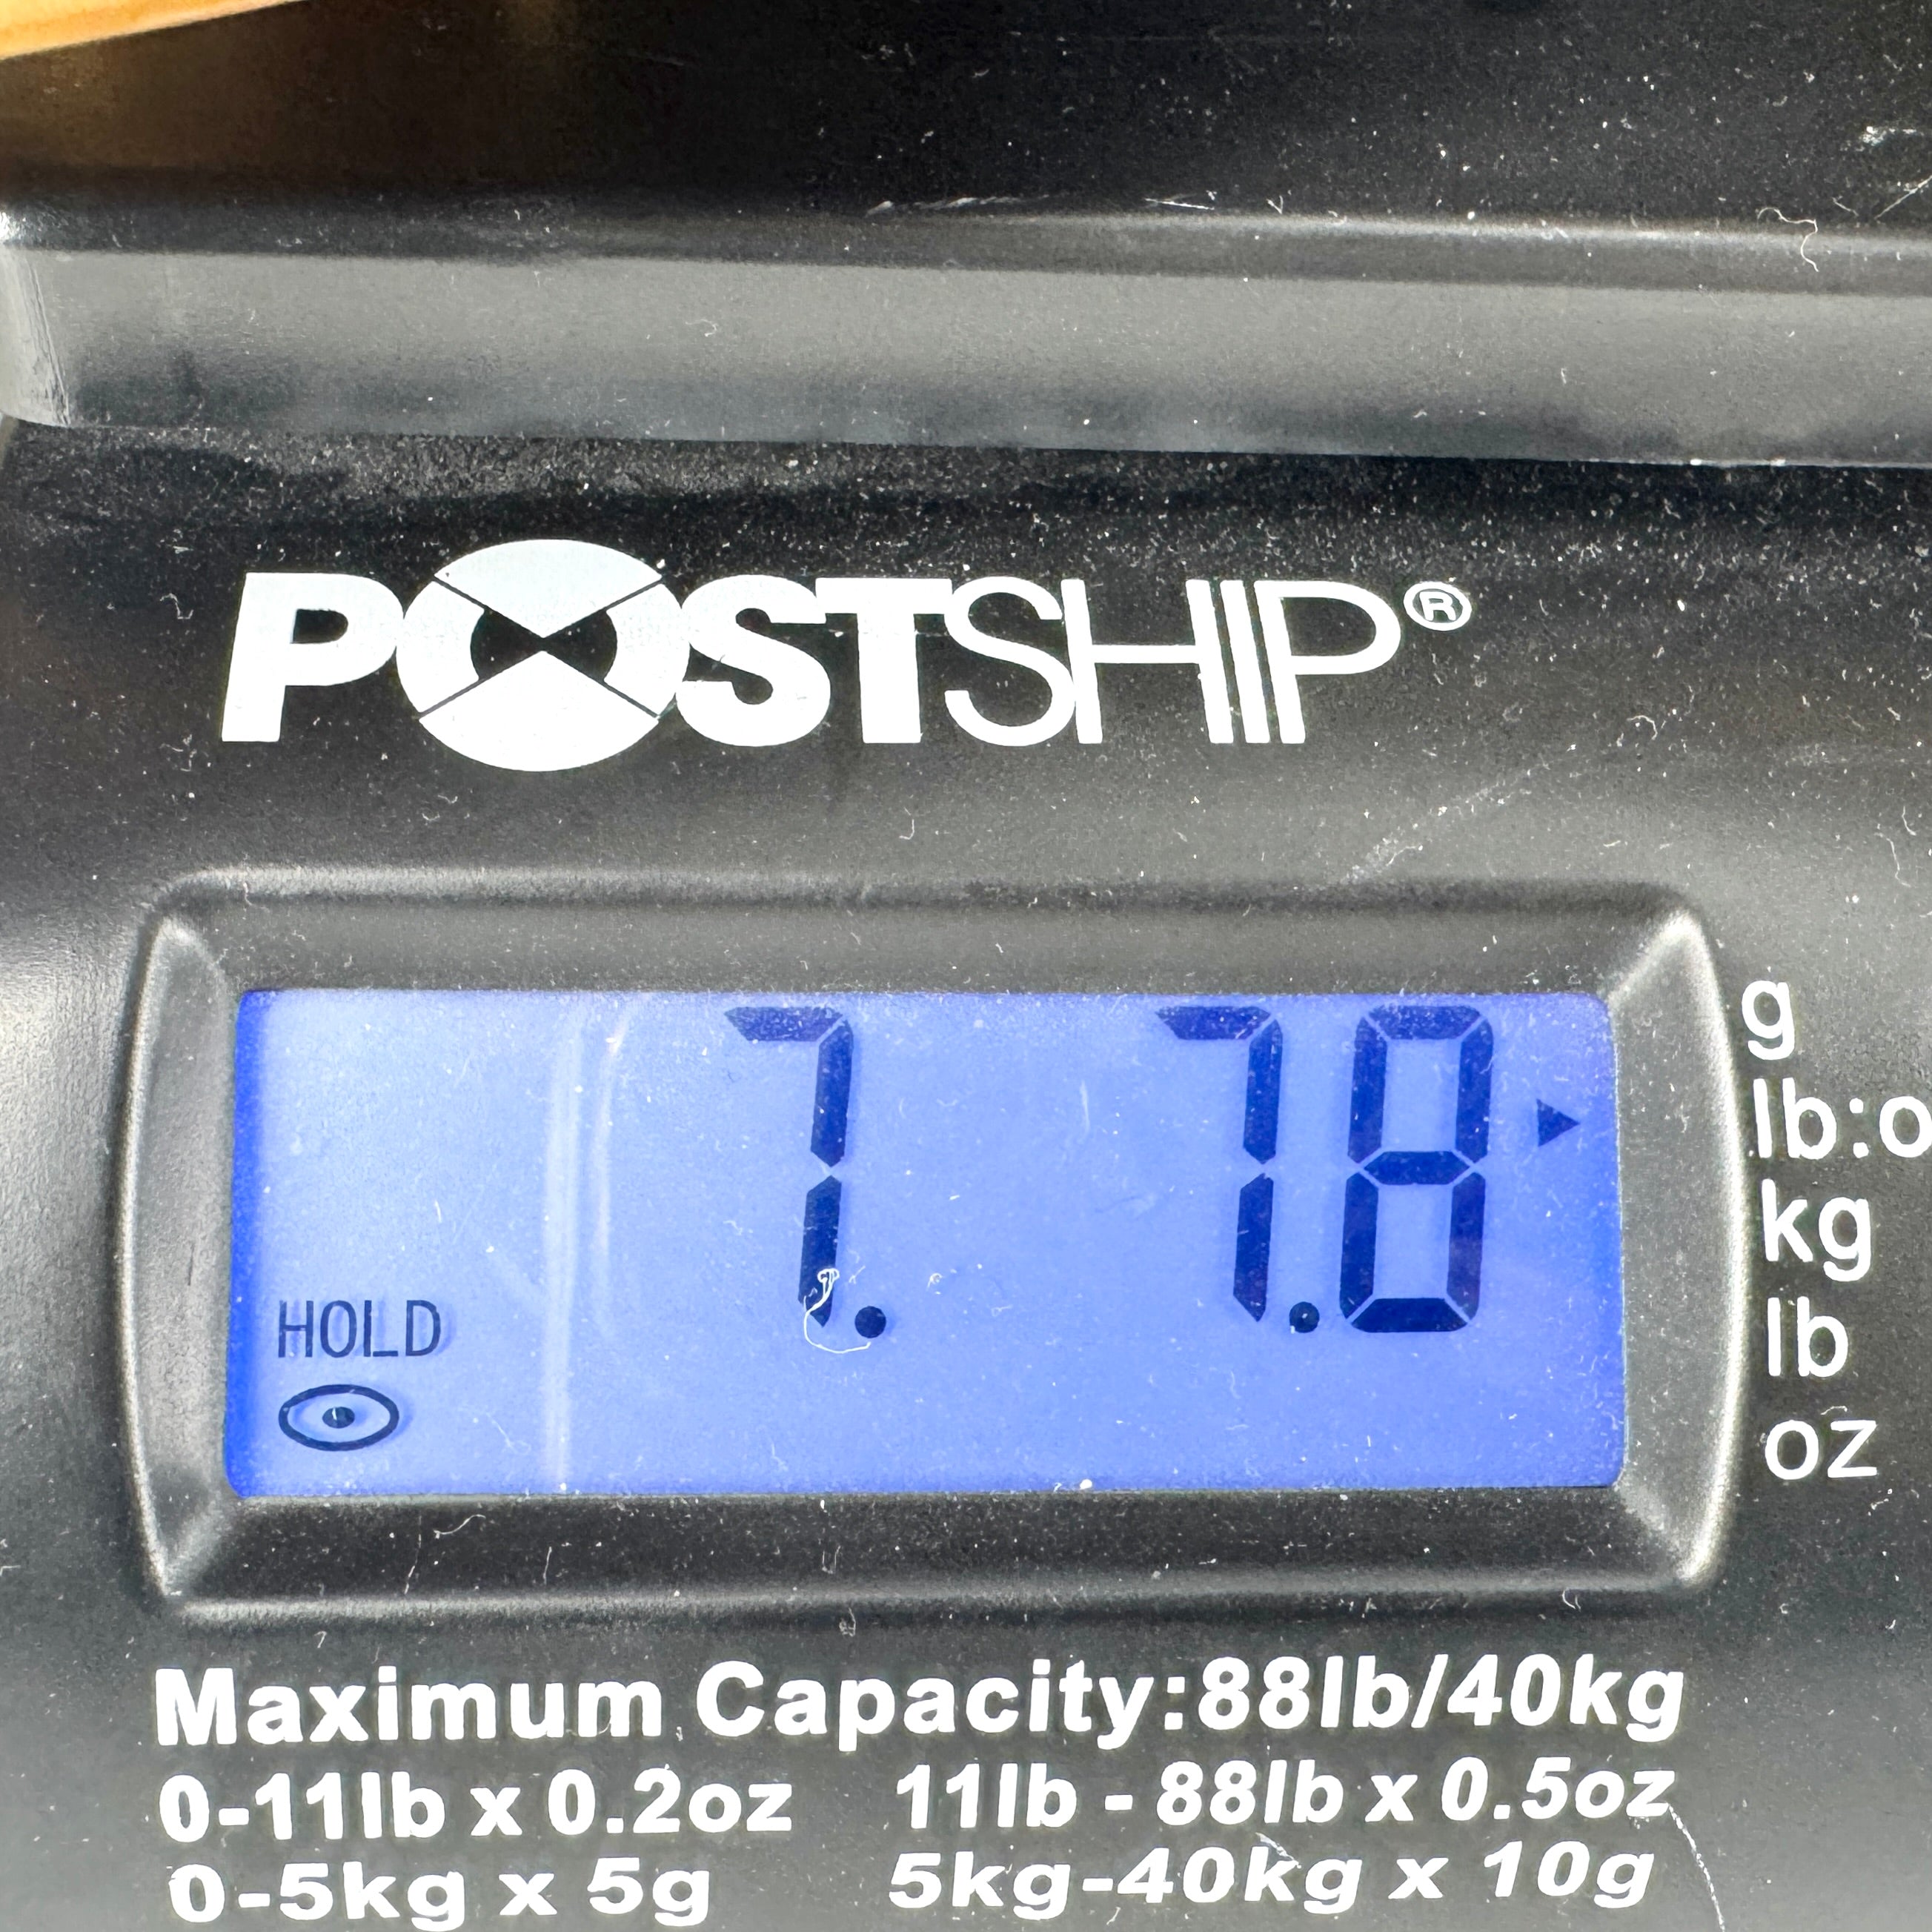 POSTSHIP®
g
lb:o
7. 7.8
kg
lb
HOLD
oz
Maximum Capacity:88lb/40kg
0-11lb x 0.2oz 11lb - 88lb x 0.5oz
0-5kg x 5g 5kg-40kg x 10g